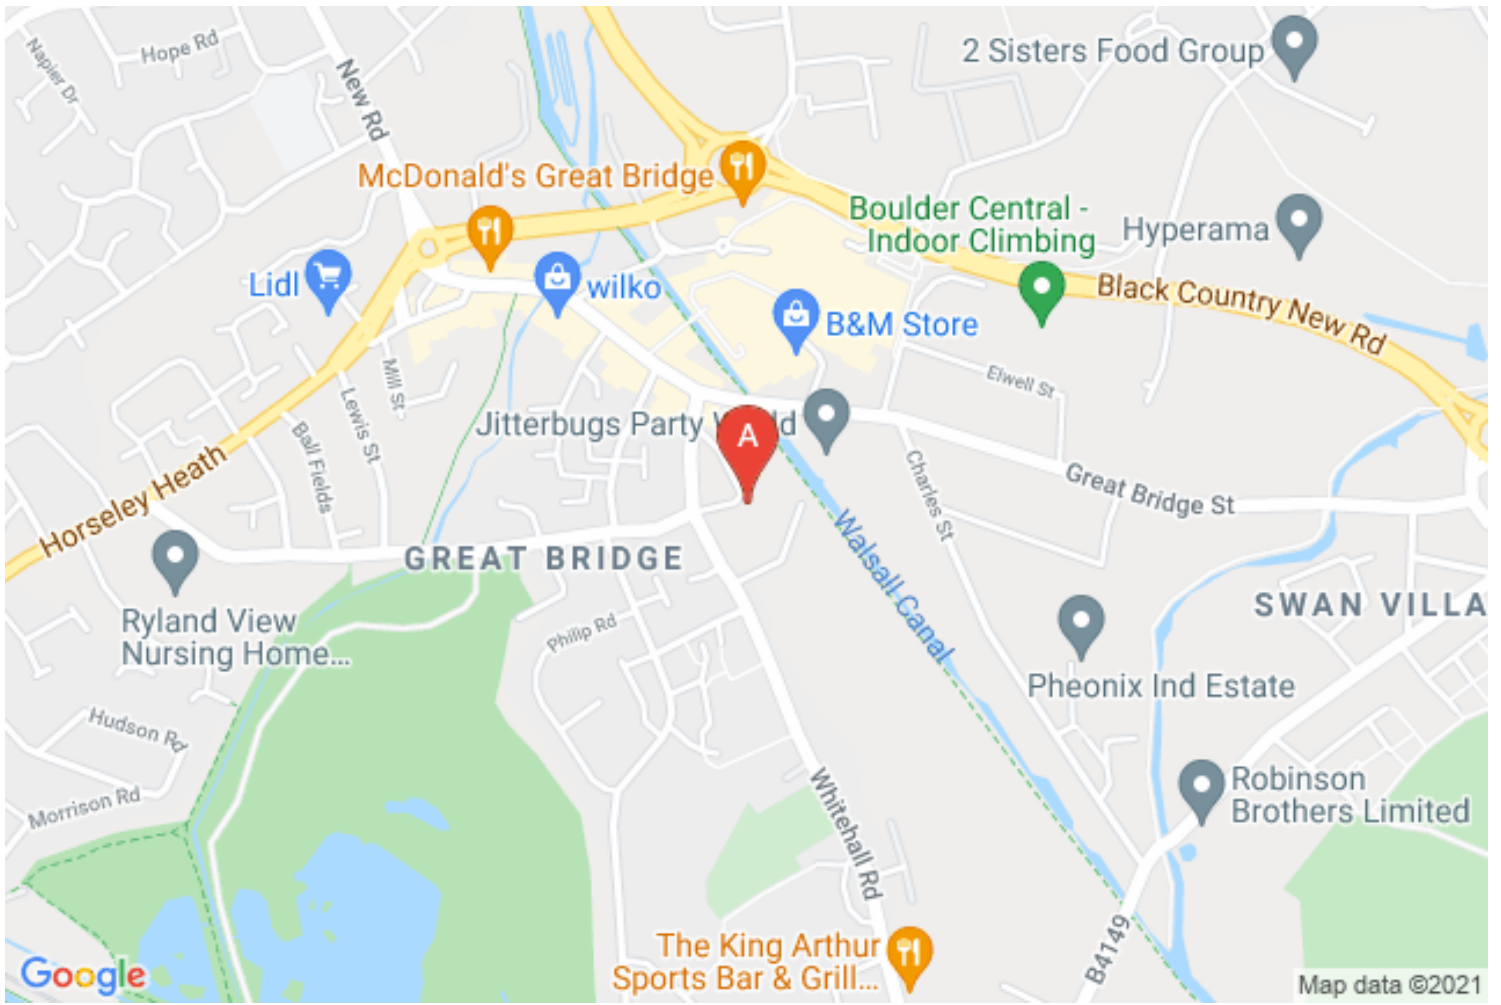 Hope Rd
Napier Dr
New Rd
2 Sisters Food Group
McDonald's Great Bridge
Boulder Central -
Indoor Climbing
Hyperama
Lidl
wilko
B&M Store
Black Country New Rd
Elwell St
Mill St
Lewis St
Ball Fields
Jitterbugs Party
A
Horseley Heath
Charles St
Great Bridge St
Walsall Canal
GREAT BRIDGE
Ryland View
Nursing Home...
Philip Rd
SWAN VILLA
Pheonix Ind Estate
Hudson Rd
Morrison Rd
Whitehall Rd
Robinson
Brothers Limited
The King Arthur
Sports Bar & Grill...
B4149
Google
Map data ©2021